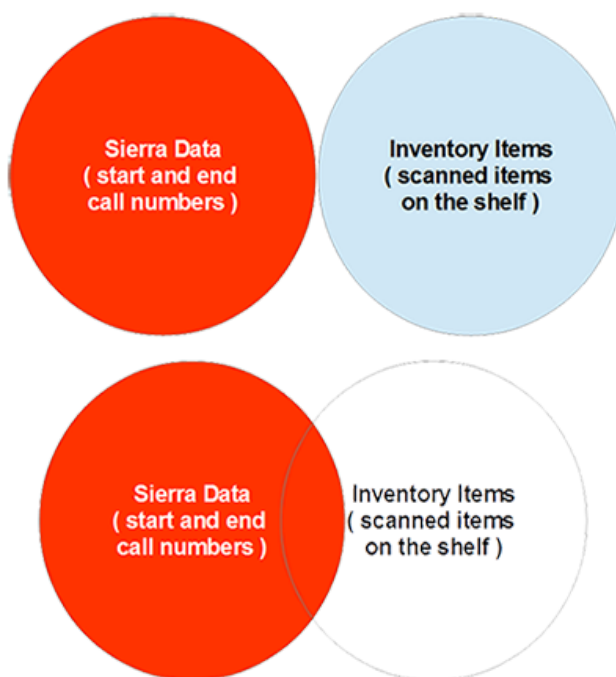 Sierra Data
( start and end
call numbers )
Inventory Items
( scanned items
on the shelf )
Sierra Data
( start and end
call numbers )
Inventory Items
( scanned items
on the shelf )